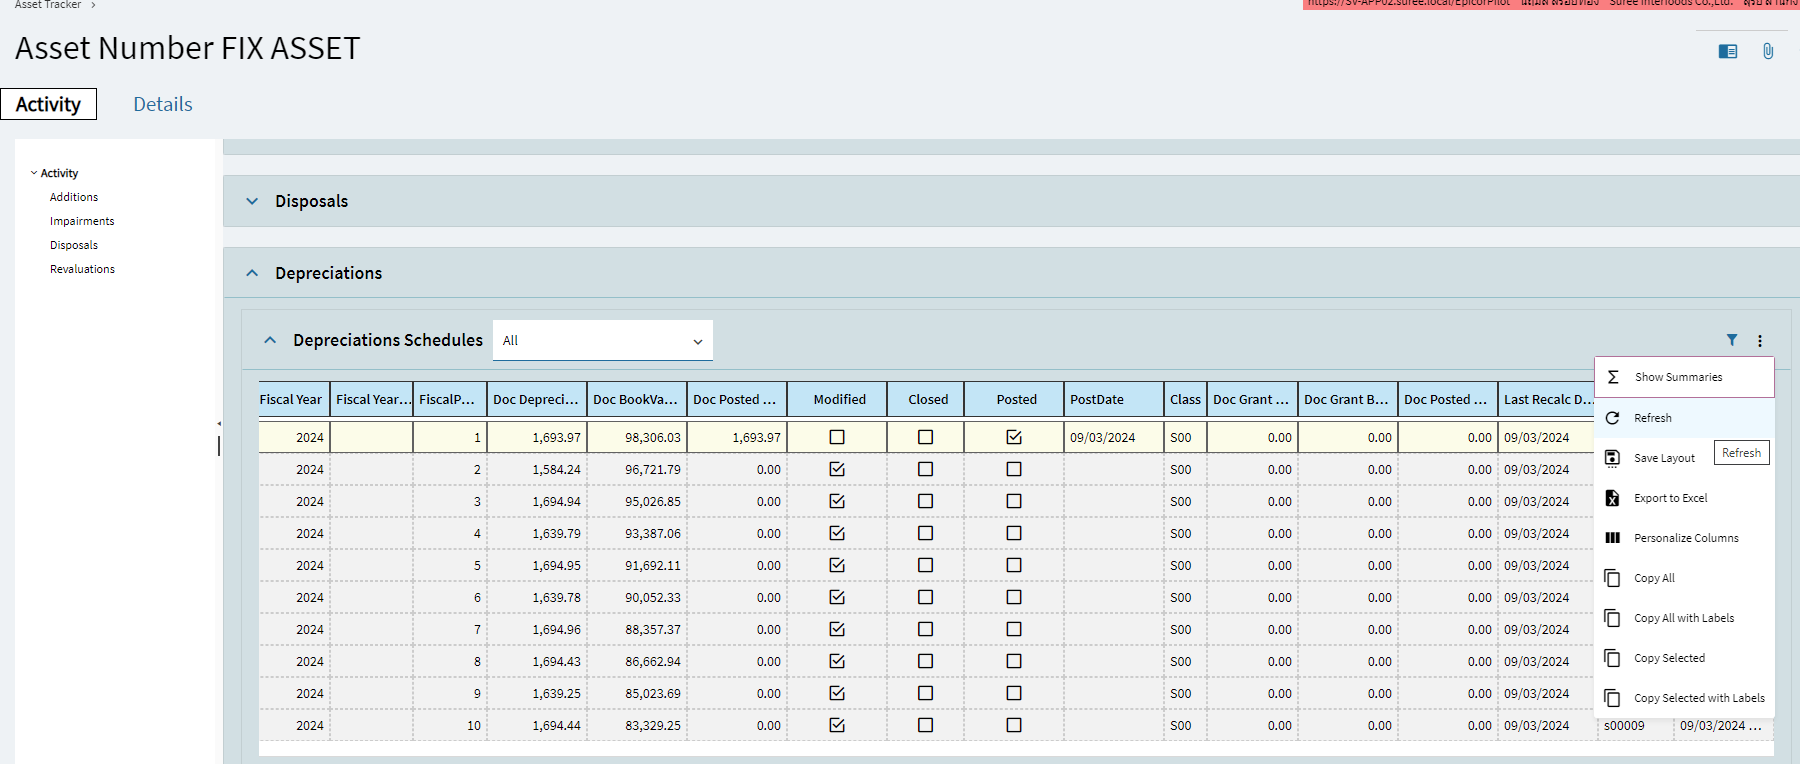 Asset Tracker
https://SV-APP02.suree.local/EpicorPilot
Suree Interfoods Co.,Ltd.
Asset Number FIX ASSET
Activity
Details
Activity
Additions
Impairments
Disposals
Revaluations
Disposals
Depreciations
Depreciations Schedules
All
Fiscal Year Fiscal Year... FiscalP... Doc Depreci... Doc BookVa... Doc Posted ... Modified Closed Posted PostDate Class Doc Grant ... Doc Grant B... Doc Posted ... Last Recalc D...
2024 1 1,693.97 98,306.03 1,693.97 09/03/2024 S00 0.00 0.00 0.00 09/03/2024
2024 2 1,584.24 96,721.79 0.00 S00 0.00 0.00 0.00 09/03/2024
2024 3 1,694.94 95,026.85 0.00 S00 0.00 0.00 0.00 09/03/2024
2024 4 1,639.79 93,387.06 0.00 S00 0.00 0.00 0.00 09/03/2024
2024 5 1,694.95 91,692.11 0.00 S00 0.00 0.00 0.00 09/03/2024
2024 6 1,639.78 90,052.33 0.00 S00 0.00 0.00 0.00 09/03/2024
2024 7 1,694.96 88,357.37 0.00 S00 0.00 0.00 0.00 09/03/2024
2024 8 1,694.43 86,662.94 0.00 S00 0.00 0.00 0.00 09/03/2024
2024 9 1,639.25 85,023.69 0.00 S00 0.00 0.00 0.00 09/03/2024
2024 10 1,694.44 83,329.25 0.00 S00 0.00 0.00 0.00 09/03/2024 s00009 09/03/2024 ...
Show Summaries
Refresh
Refresh
Save Layout
Export to Excel
Personalize Columns
Copy All
Copy All with Labels
Copy Selected
Copy Selected with Labels